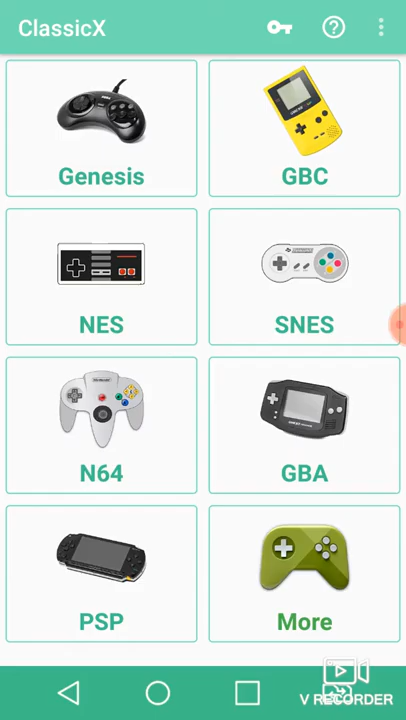 ClassicX
Genesis
GBC
NES
SNES
N64
GBA
PSP
More
V RECORDER